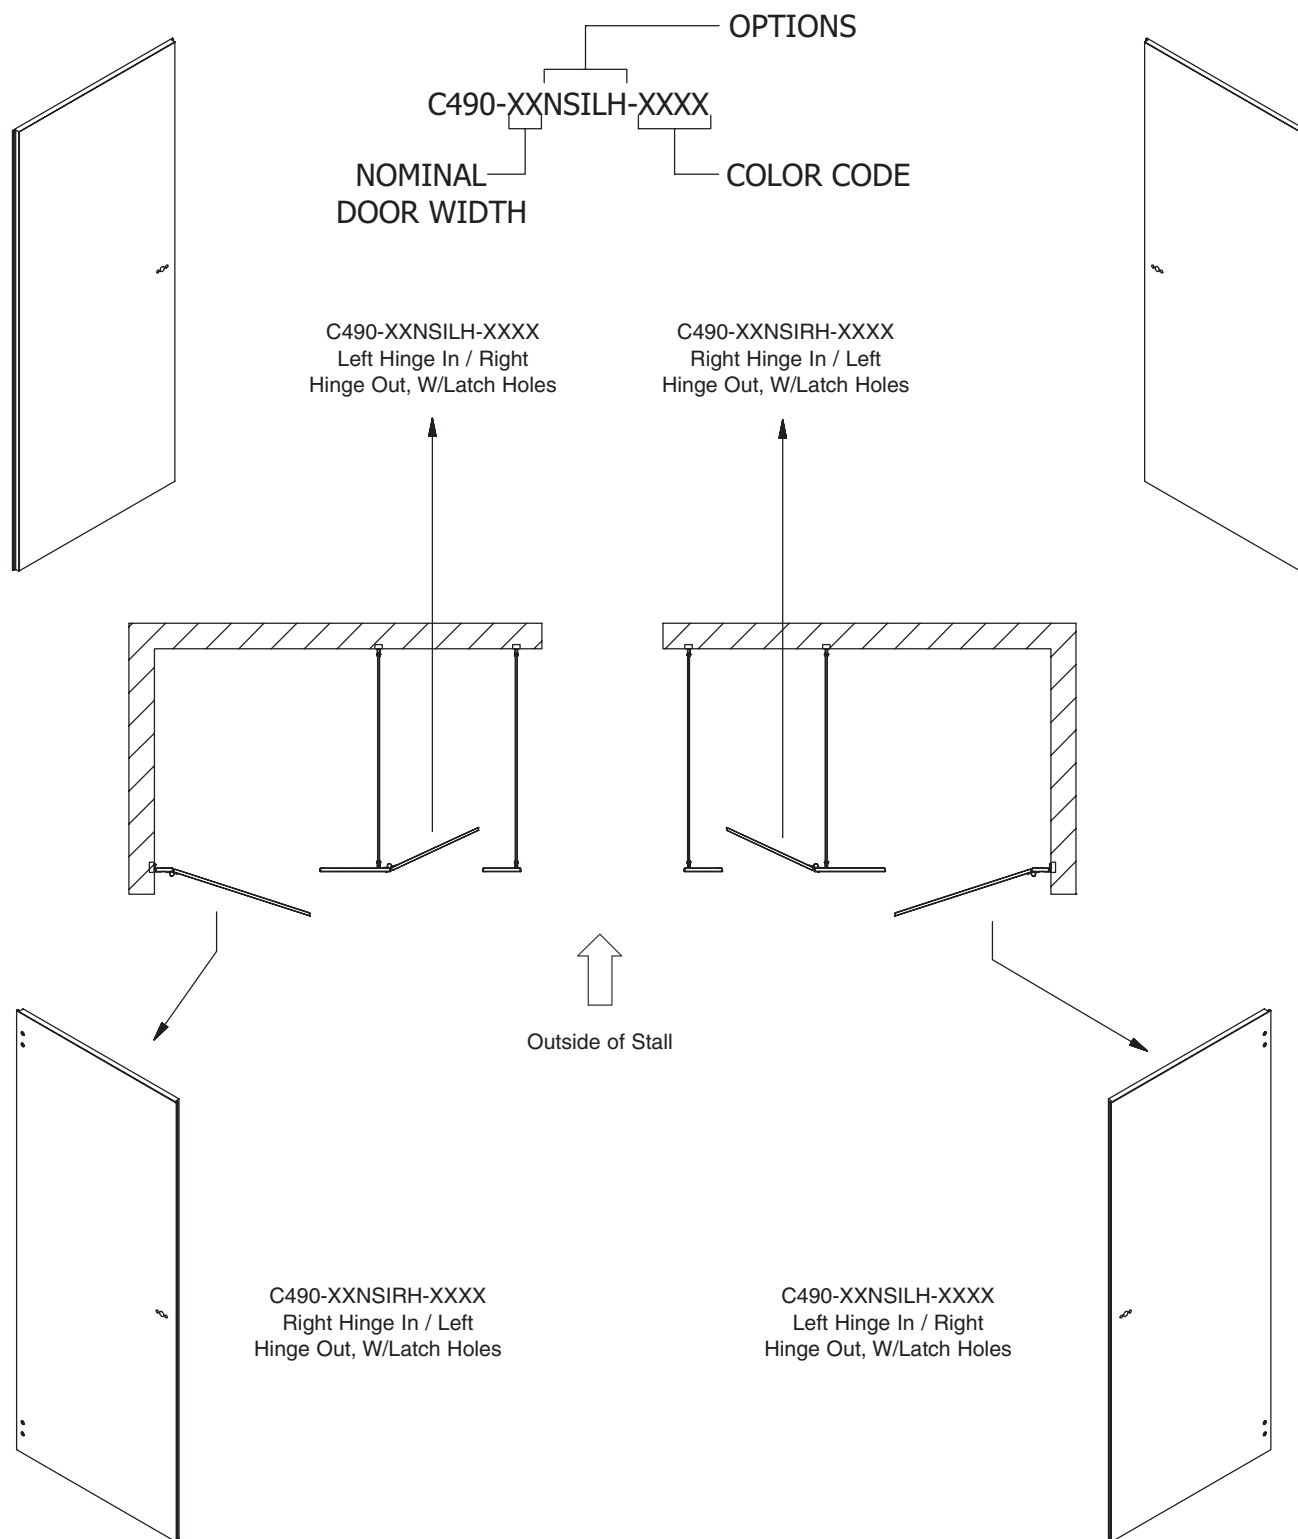 OPTIONS
C490-XXNSILH-XXXX
NOMINAL
DOOR WIDTH
COLOR CODE
C490-XXNSILH-XXXX
Left Hinge In / Right
Hinge Out, W/Latch Holes
C490-XXNSIRH-XXXX
Right Hinge In / Left
Hinge Out, W/Latch Holes
Outside of Stall
C490-XXNSIRH-XXXX
Right Hinge In / Left
Hinge Out, W/Latch Holes
C490-XXNSILH-XXXX
Left Hinge In / Right
Hinge Out, W/Latch Holes